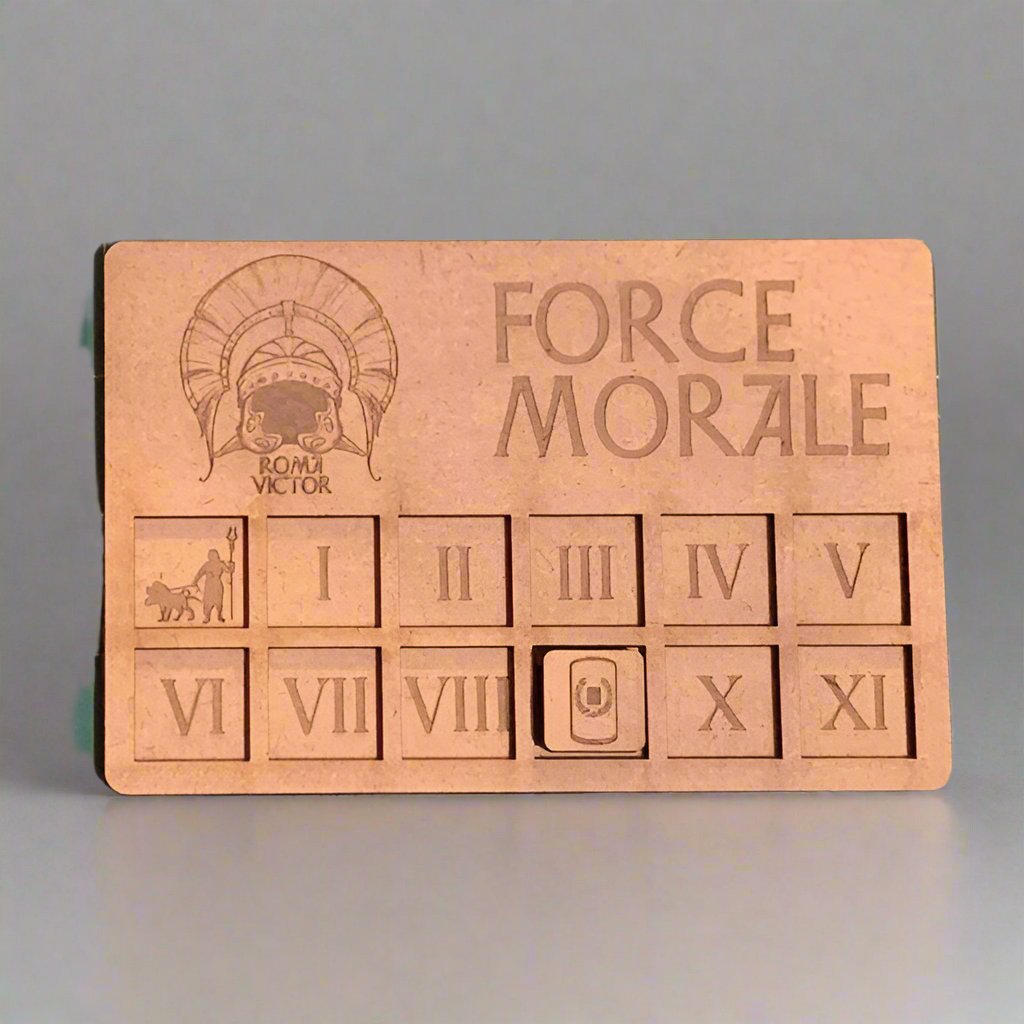 FORCE
MORALE
ROMA
VICTOR
I II III IV V
VI VII VIII X XI